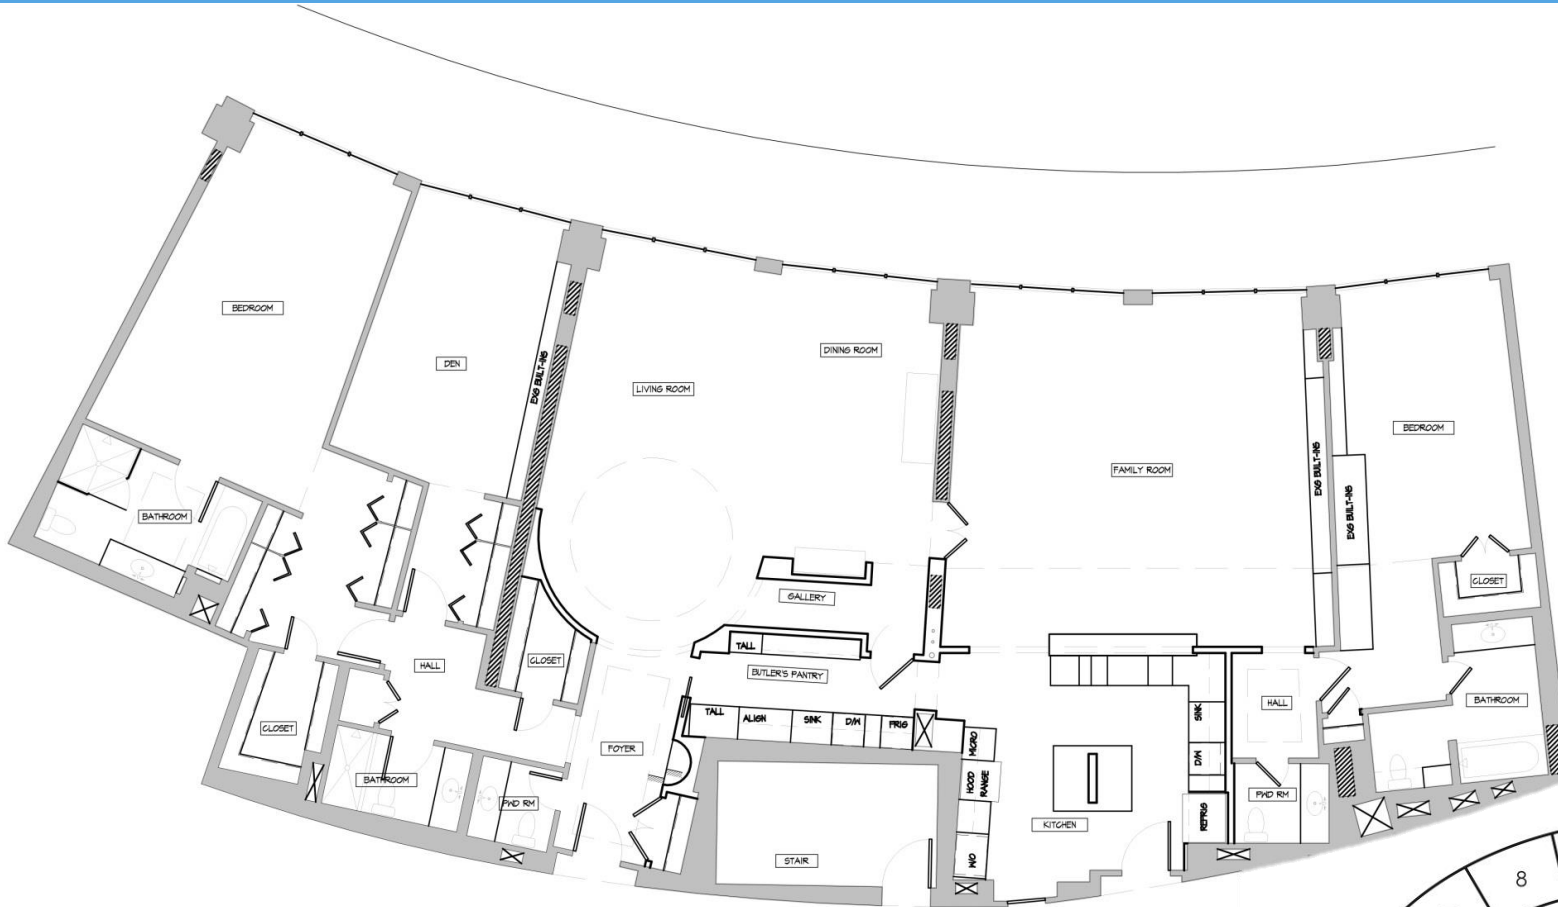 BEDROOM
DEN
EXG BUILT-INS
LIVING ROOM
DINING ROOM
FAMILY ROOM
EXG BUILT-INS
EXG BUILT-INS
BEDROOM
BATHROOM
CLOSET
GALLERY
TALL
BUTLER'S PANTRY
HALL
CLOSET
CLOSET
HALL
BATHROOM
TALL
ALIGN
SINK
D/W
FRIG
FOYER
MICRO
HOOD
RANGE
SINK
D/W
BATHROOM
PWD RM
PWD RM
REFRIG
KITCHEN
STAIR
M/O
8